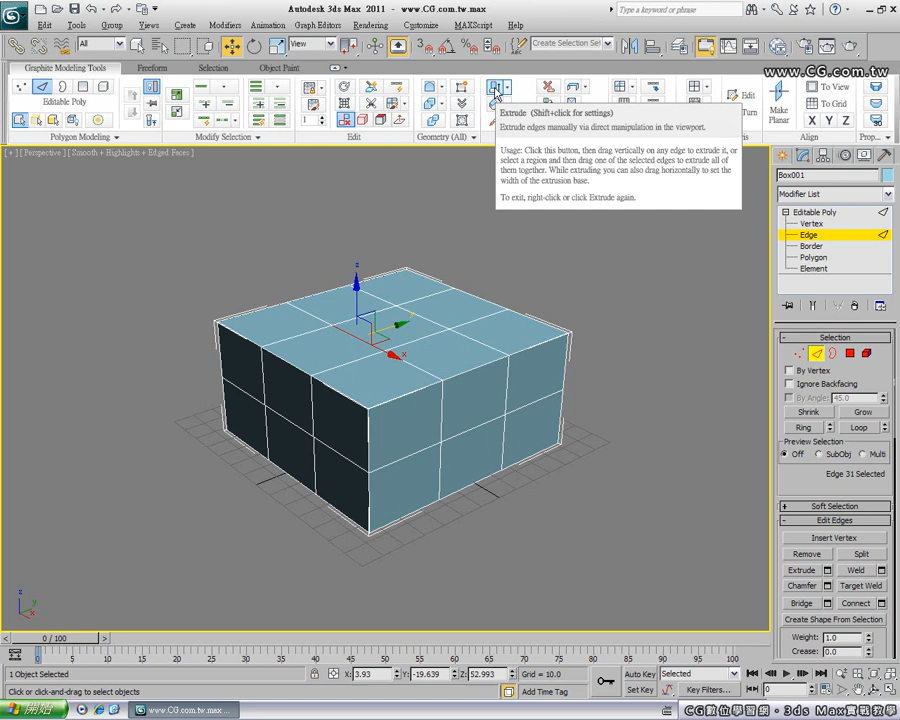 Autodesk 3ds Max 2011 - www.CG.com.tw.max
Type a keyword or phrase
Edit Tools Group Views Create Modifiers Animation Graph Editors Rendering Customize MAXScript Help
All
View
Create Selection Set
www.CG.com.tw
Graphite Modeling Tools Freeform Selection Object Paint
Editable Poly
1
Edit
Make
Planar
To View
To Grid
X Y Z
Polygon Modeling
Modify Selection
Edit
Geometry (All)
Align
Prop...
Extrude (Shift+click for settings)
Extrude edges manually via direct manipulation in the viewport.
Usage: Click this button, then drag vertically on any edge to extrude it, or
select a region and then drag one of the selected edges to extrude all of
them together. While extruding you can also drag horizontally to set the
width of the extrusion base.
To exit, right-click or click Extrude again.
[ + ] [ Perspective ] [ Smooth + Highlights + Edged Faces ]
z
x
z
y
x
Box001
Modifier List
Editable Poly
Vertex
Edge
Border
Polygon
Element
Selection
By Vertex
Ignore Backfacing
By Angle: 45.0
Shrink Grow
Ring Loop
Preview Selection
Off SubObj Multi
Edge 31 Selected
Soft Selection
Edit Edges
Insert Vertex
Remove Split
Extrude Weld
Chamfer Target Weld
Bridge Connect
Create Shape From Selection
Weight: 1.0
Crease: 0.0
0 / 100
0 5 10 15 20 25 30 35 40 45 50 55 60 65 70 75 80 85 90 95 100
1 Object Selected
X: 3.93 Y: -19.639 Z: 52.993 Grid = 10.0
Auto Key Selected
Click or click-and-drag to select objects
Add Time Tag
Set Key Key Filters...
0
開始
www.CG.com.tw.max ...
CG數位學習網・3ds Max實戰教學